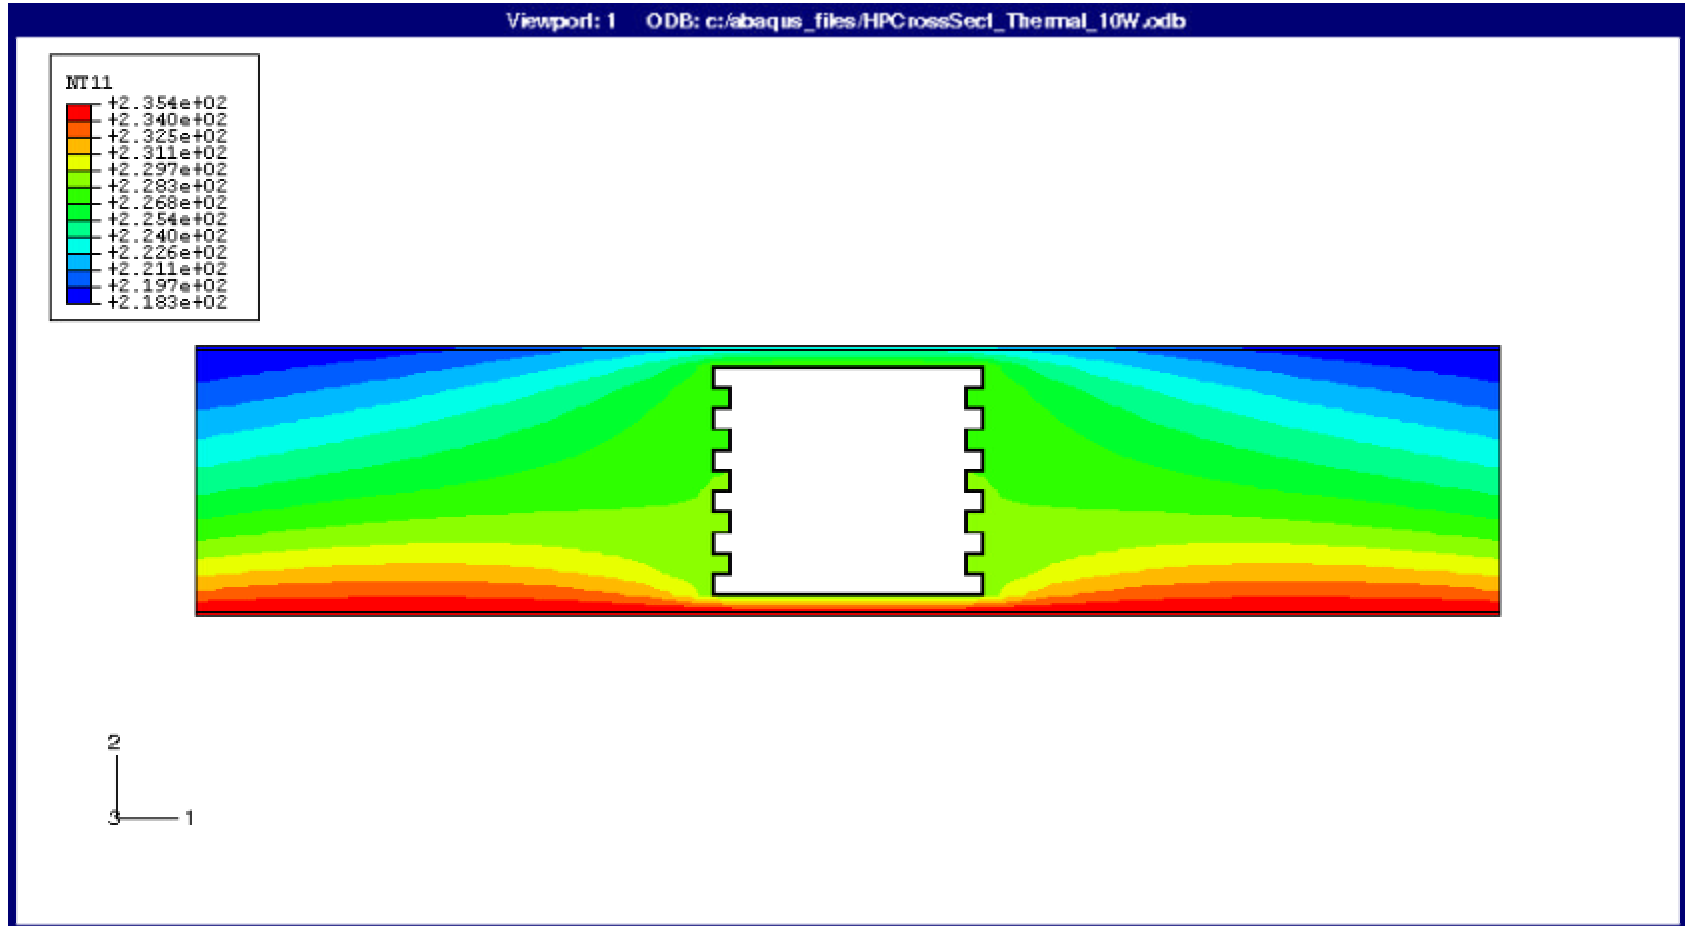 Viewport: 1 ODB: c:/abaqus_files/HPCrossSect_Thermal_10W.odb
NT11
+2.354e+02
+2.340e+02
+2.325e+02
+2.311e+02
+2.297e+02
+2.283e+02
+2.268e+02
+2.254e+02
+2.240e+02
+2.226e+02
+2.211e+02
+2.197e+02
+2.183e+02
2
3 1